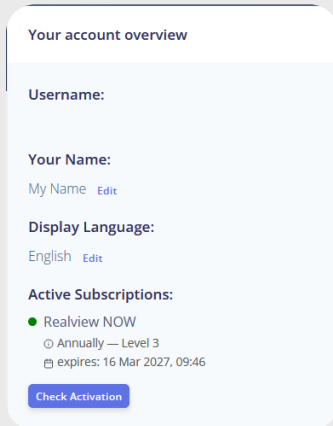 Your account overview
Username:
Your Name:
My Name Edit
Display Language:
English Edit
Active Subscriptions:
Realview NOW
Annually — Level 3
expires: 16 Mar 2027, 09:46
Check Activation